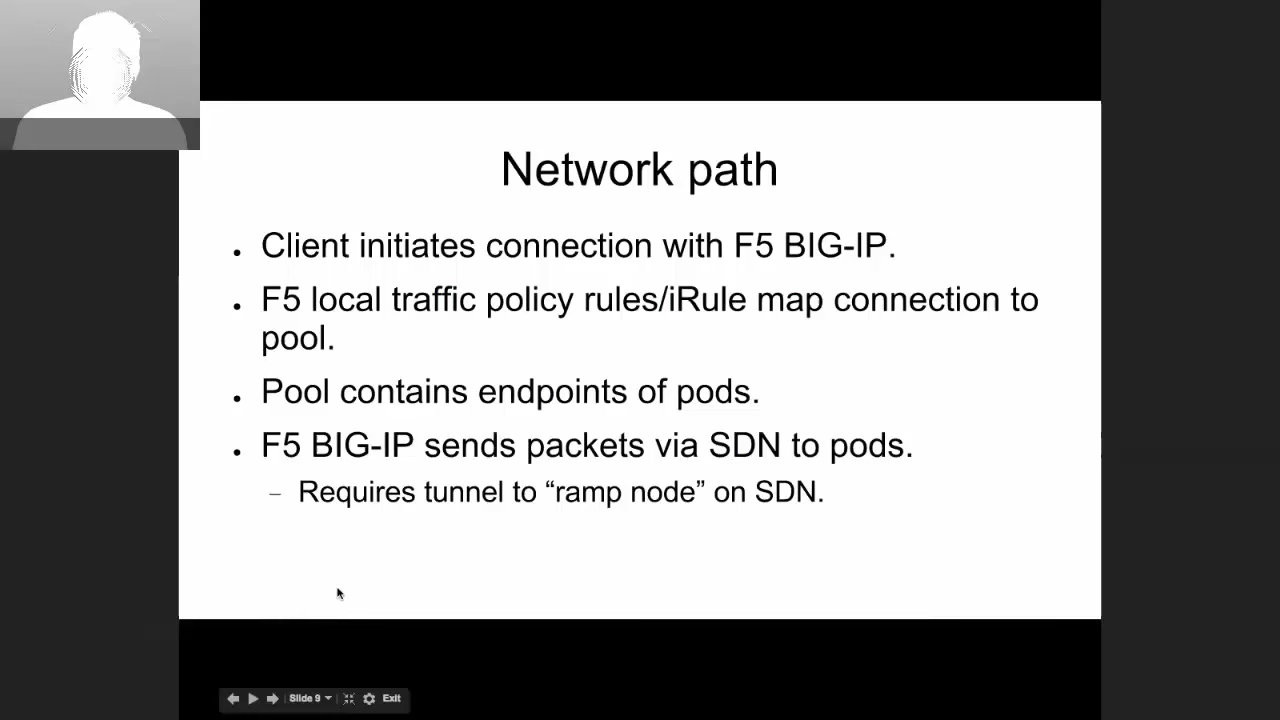 Network path
• Client initiates connection with F5 BIG-IP.
• F5 local traffic policy rules/iRule map connection to
pool.
• Pool contains endpoints of pods.
• F5 BIG-IP sends packets via SDN to pods.
– Requires tunnel to “ramp node” on SDN.
Slide 9 Exit